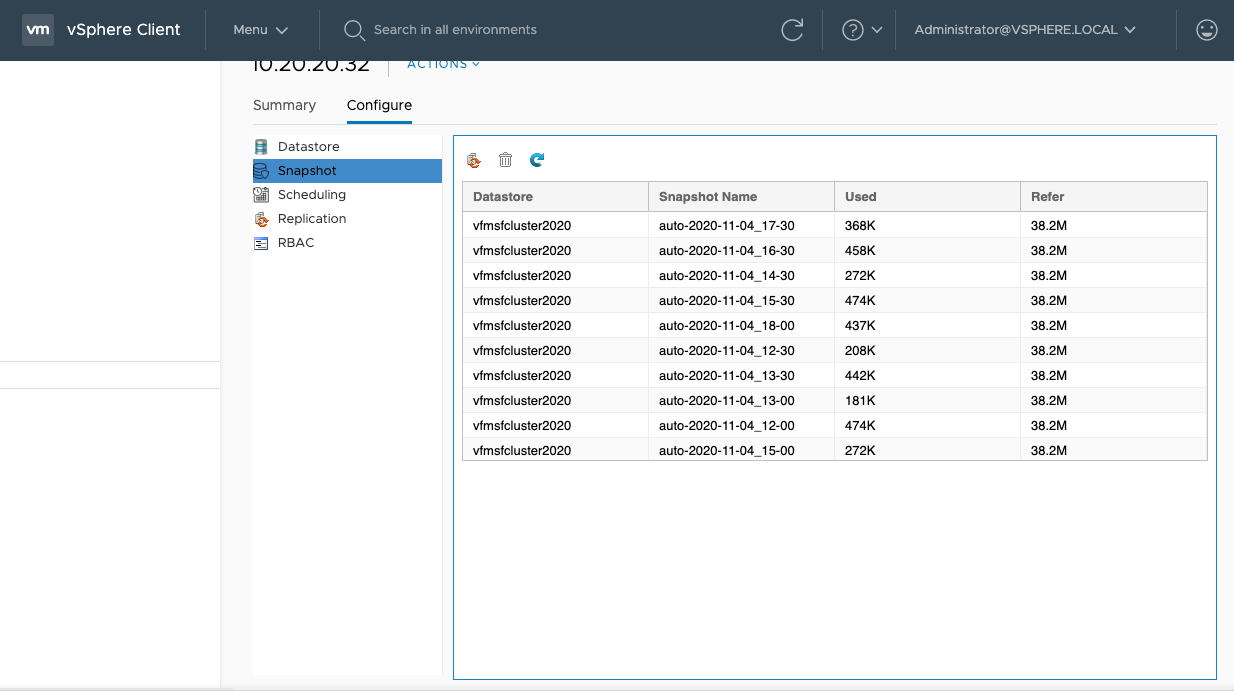 vm vSphere Client Menu Search in all environments Administrator@VSPHERE.LOCAL
10.20.20.32 ACTIONS
Summary Configure
Datastore
Snapshot
Scheduling
Replication
RBAC
Datastore Snapshot Name Used Refer
vfmsfcluster2020 auto-2020-11-04_17-30 368K 38.2M
vfmsfcluster2020 auto-2020-11-04_16-30 458K 38.2M
vfmsfcluster2020 auto-2020-11-04_14-30 272K 38.2M
vfmsfcluster2020 auto-2020-11-04_15-30 474K 38.2M
vfmsfcluster2020 auto-2020-11-04_18-00 437K 38.2M
vfmsfcluster2020 auto-2020-11-04_12-30 208K 38.2M
vfmsfcluster2020 auto-2020-11-04_13-30 442K 38.2M
vfmsfcluster2020 auto-2020-11-04_13-00 181K 38.2M
vfmsfcluster2020 auto-2020-11-04_12-00 474K 38.2M
vfmsfcluster2020 auto-2020-11-04_15-00 272K 38.2M